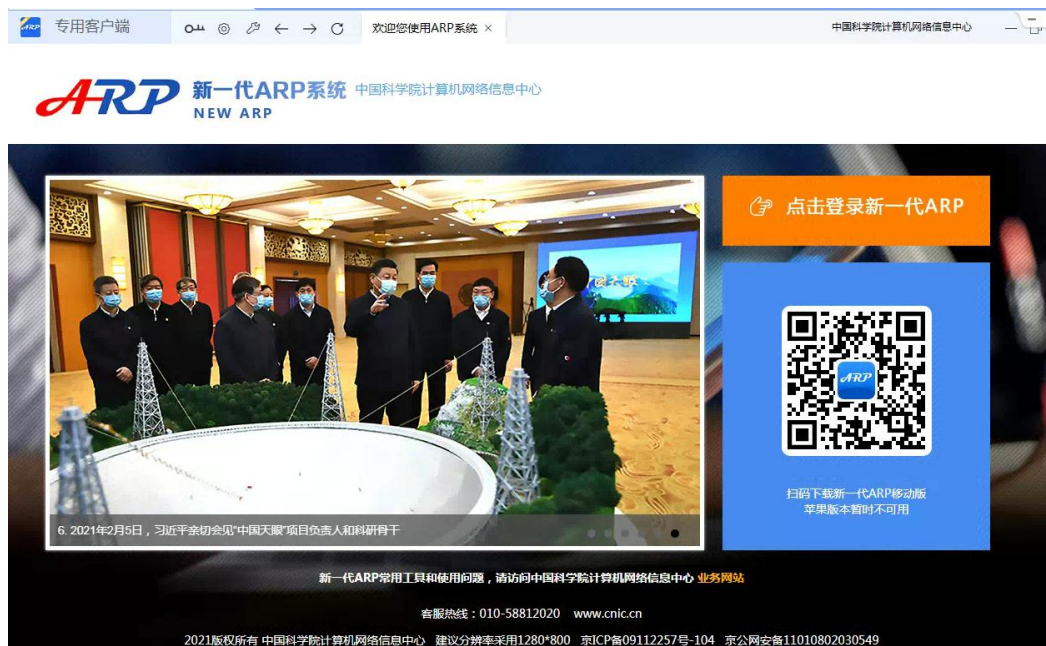 ARP 专用客户端 欢迎您使用ARP系统 × 中国科学院计算机网络信息中心
ARP 新一代ARP系统 中国科学院计算机网络信息中心
NEW ARP
点击登录新一代ARP
ARP
扫码下载新一代ARP移动版
苹果版本暂时不可用
6. 2021年2月5日，习近平亲切会见“中国天眼”项目负责人和科研骨干
新一代ARP常用工具和使用问题，请访问中国科学院计算机网络信息中心 业务网站
客服热线：010-58812020 www.cnic.cn
2021版权所有 中国科学院计算机网络信息中心 建议分辨率采用1280*800 京ICP备09112257号-104 京公网安备11010802030549